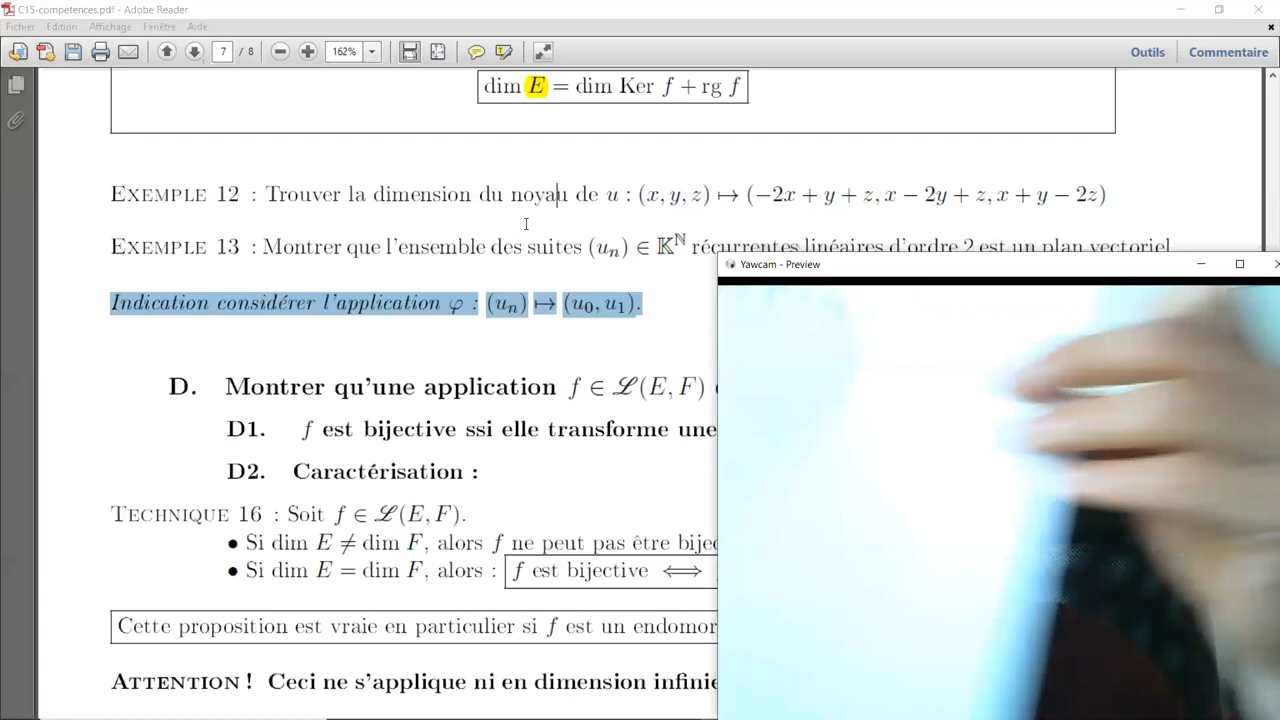 C15-competences.pdf - Adobe Reader
Fichier Edition Affichage Fenêtre Aide
7 / 8 162% Outils Commentaire
dim E = dim Ker f + rg f
EXEMPLE 12 : Trouver la dimension du noyau de u : (x, y, z) ↦ (−2x + y + z, x − 2y + z, x + y − 2z)
EXEMPLE 13 : Montrer que l'ensemble des suites (uₙ) ∈ 𝕂^ℕ récurrentes linéaires d'ordre 2 est un plan vectoriel
Yawcam - Preview
Indication considérer l'application φ : (uₙ) ↦ (u₀, u₁).
D. Montrer qu'une application f ∈ ℒ(E, F)
D1. f est bijective ssi elle transforme une
D2. Caractérisation :
TECHNIQUE 16 : Soit f ∈ ℒ(E, F).
• Si dim E ≠ dim F, alors f ne peut pas être bijec
• Si dim E = dim F, alors : f est bijective ⟺
Cette proposition est vraie en particulier si f est un endomor
ATTENTION ! Ceci ne s'applique ni en dimension infinie